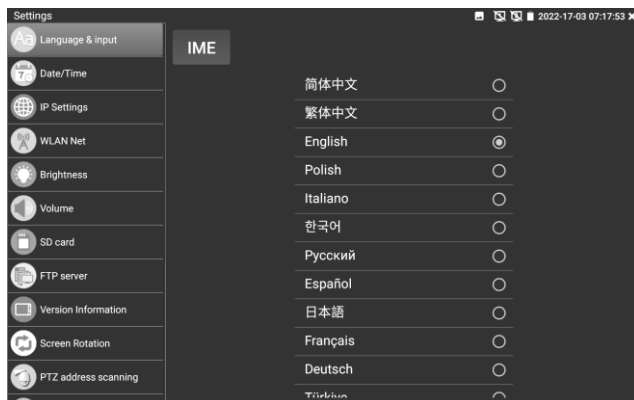 Settings
2022-17-03 07:17:53
Language & input
Date/Time
IP Settings
WLAN Net
Brightness
Volume
SD card
FTP server
Version Information
Screen Rotation
PTZ address scanning
IME
简体中文
繁体中文
English
Polish
Italiano
한국어
Русский
Español
日本語
Français
Deutsch
Türkiye